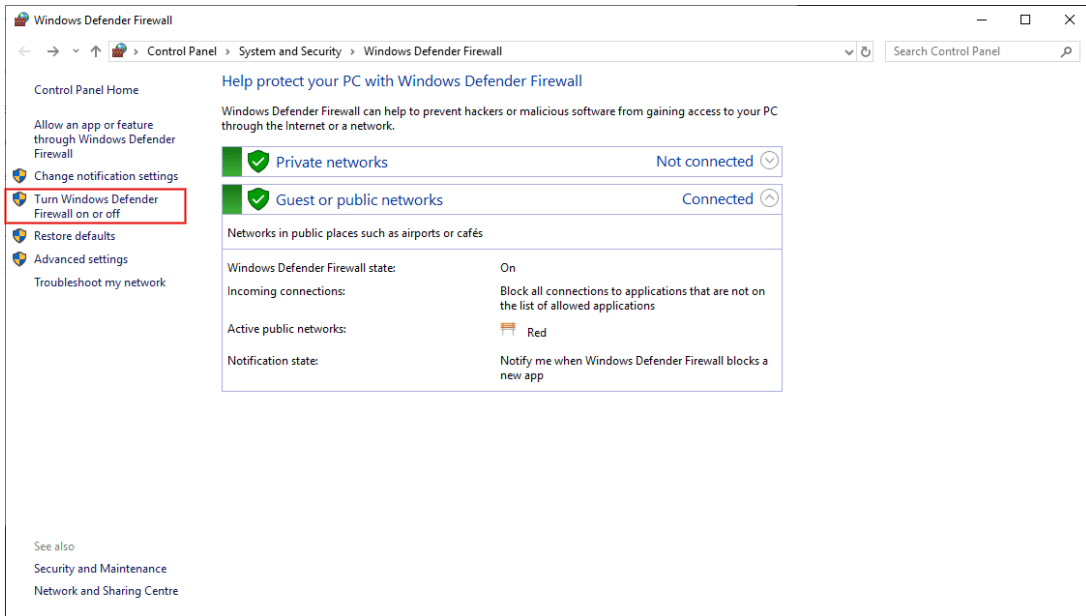 Windows Defender Firewall
Control Panel > System and Security > Windows Defender Firewall
Search Control Panel
Control Panel Home
Allow an app or feature
through Windows Defender
Firewall
Change notification settings
Turn Windows Defender
Firewall on or off
Restore defaults
Advanced settings
Troubleshoot my network
See also
Security and Maintenance
Network and Sharing Centre
Help protect your PC with Windows Defender Firewall
Windows Defender Firewall can help to prevent hackers or malicious software from gaining access to your PC
through the Internet or a network.
Private networks Not connected
Guest or public networks Connected
Networks in public places such as airports or cafés
Windows Defender Firewall state: On
Incoming connections: Block all connections to applications that are not on
the list of allowed applications
Active public networks: Red
Notification state: Notify me when Windows Defender Firewall blocks a
new app